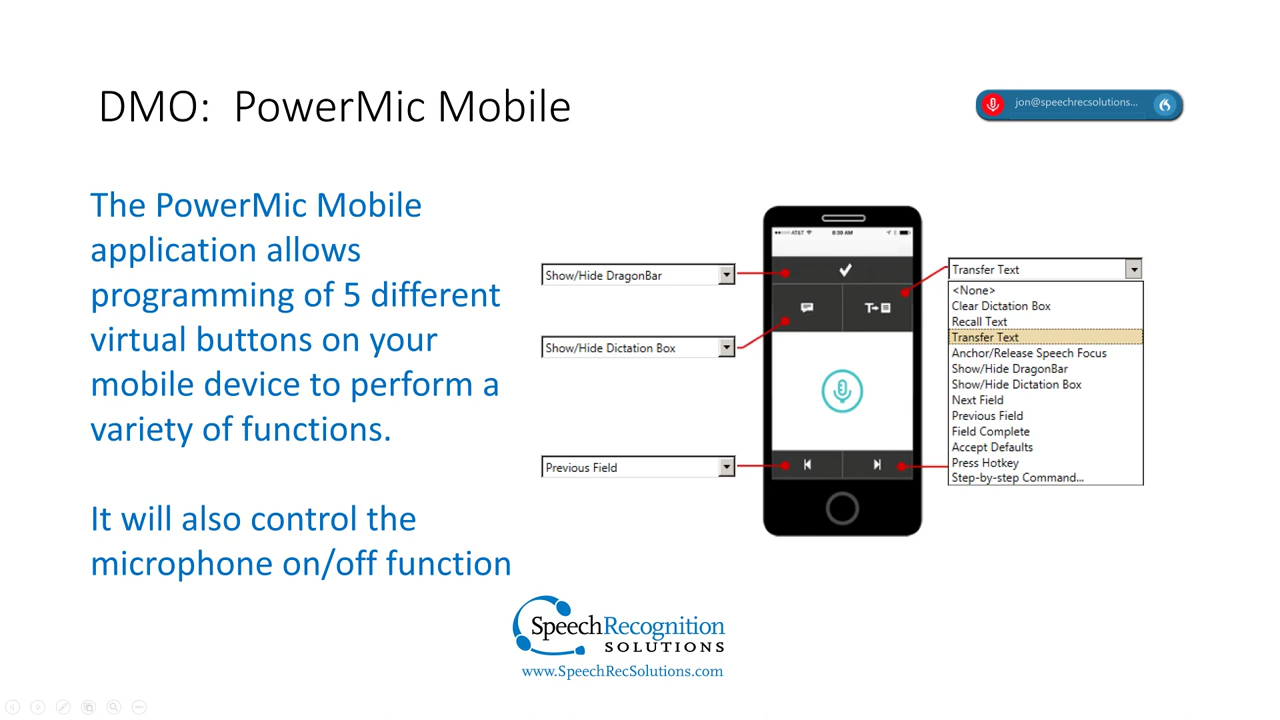 DMO:  PowerMic Mobile
jon@speechrecsolutions...
The PowerMic Mobile
application allows
programming of 5 different
virtual buttons on your
mobile device to perform a
variety of functions.
It will also control the
microphone on/off function
AT&T
8:39 AM
Show/Hide DragonBar
Show/Hide Dictation Box
Previous Field
T
Transfer Text
<None>
Clear Dictation Box
Recall Text
Transfer Text
Anchor/Release Speech Focus
Show/Hide DragonBar
Show/Hide Dictation Box
Next Field
Previous Field
Field Complete
Accept Defaults
Press Hotkey
Step-by-step Command...
SpeechRecognition
SOLUTIONS
www.SpeechRecSolutions.com